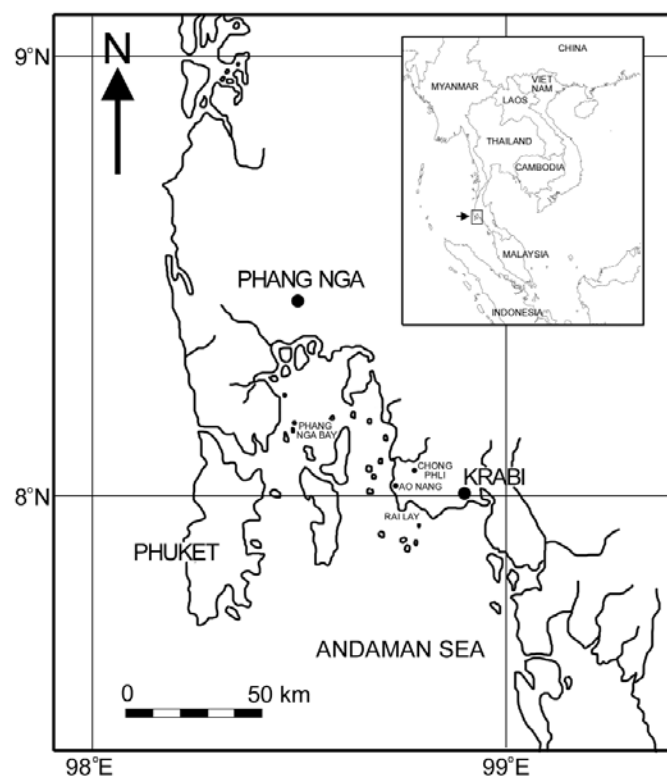 9°N
N
CHINA
MYANMAR
VIET
NAM
LAOS
THAILAND
CAMBODIA
MALAYSIA
INDONESIA
PHANG NGA
PHANG
NGA BAY
CHONG
PHLI
AO NANG
KRABI
8°N
RAI LAY
PHUKET
ANDAMAN SEA
0 50 km
98°E 99°E